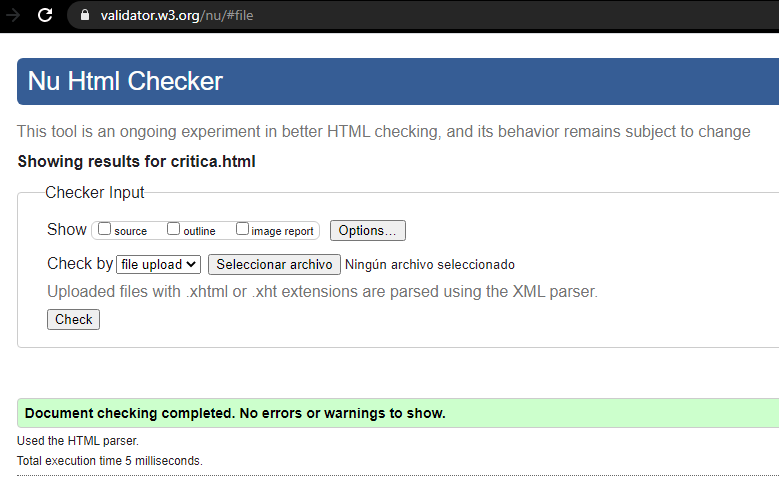 validator.w3.org/nu/#file
Nu Html Checker
This tool is an ongoing experiment in better HTML checking, and its behavior remains subject to change
Showing results for critica.html
Checker Input
Show source outline image report Options...
Check by file upload Seleccionar archivo Ningún archivo seleccionado
Uploaded files with .xhtml or .xht extensions are parsed using the XML parser.
Check
Document checking completed. No errors or warnings to show.
Used the HTML parser.
Total execution time 5 milliseconds.